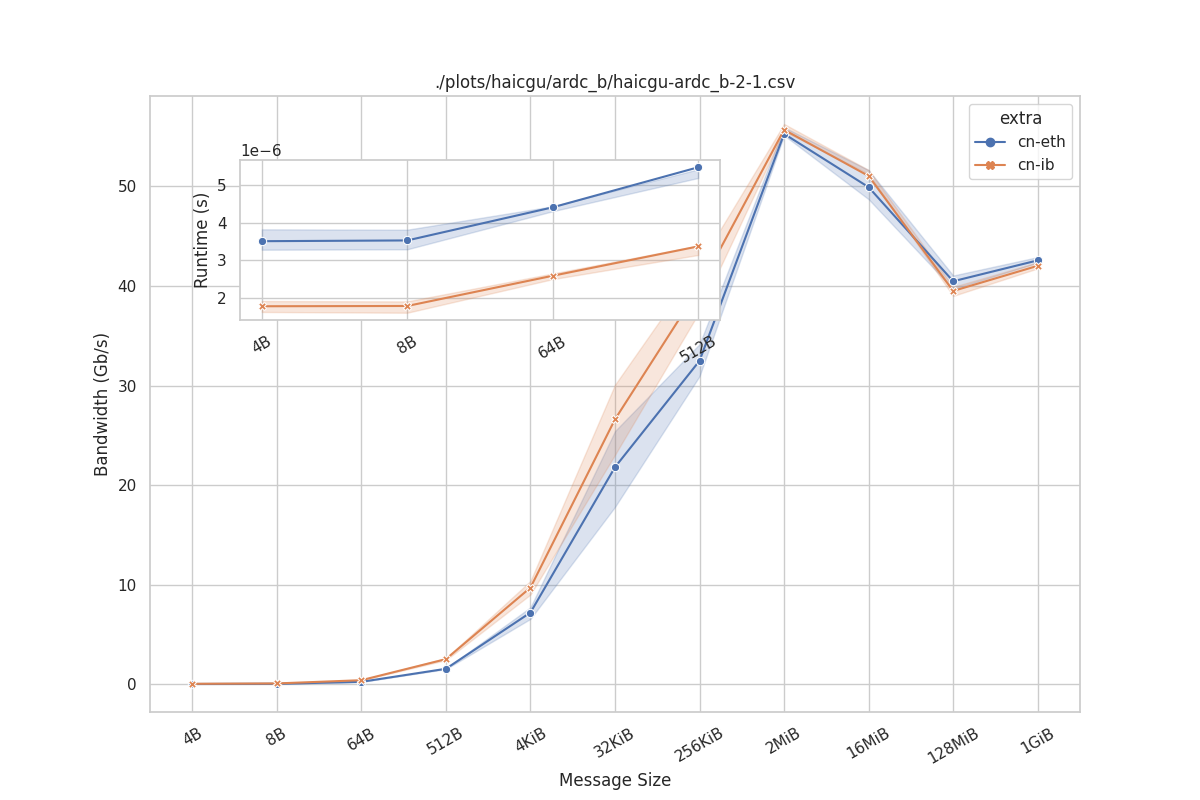 ./plots/haicgu/ardc_b/haicgu-ardc_b-2-1.csv
extra
cn-eth
cn-ib
1e−6
Runtime (s)
5
4
3
2
4B
8B
64B
512B
Bandwidth (Gb/s)
50
40
30
20
10
0
4B
8B
64B
512B
4KiB
32KiB
256KiB
2MiB
16MiB
128MiB
1GiB
Message Size